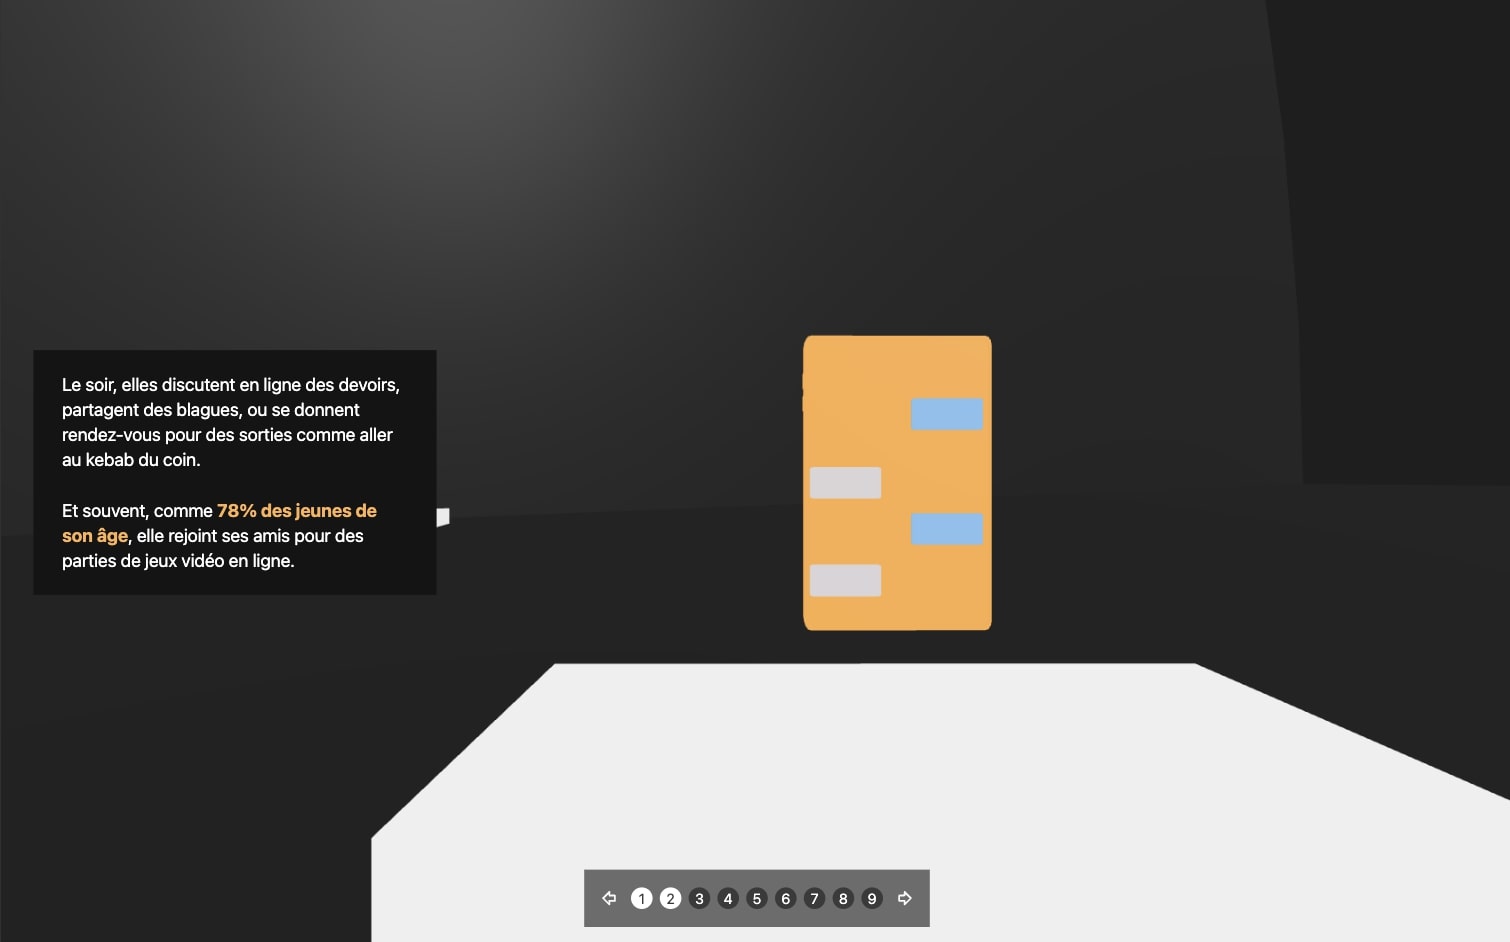 Le soir, elles discutent en ligne des devoirs,
partagent des blagues, ou se donnent
rendez-vous pour des sorties comme aller
au kebab du coin.
Et souvent, comme 78% des jeunes de
son âge, elle rejoint ses amis pour des
parties de jeux vidéo en ligne.
1 2 3 4 5 6 7 8 9